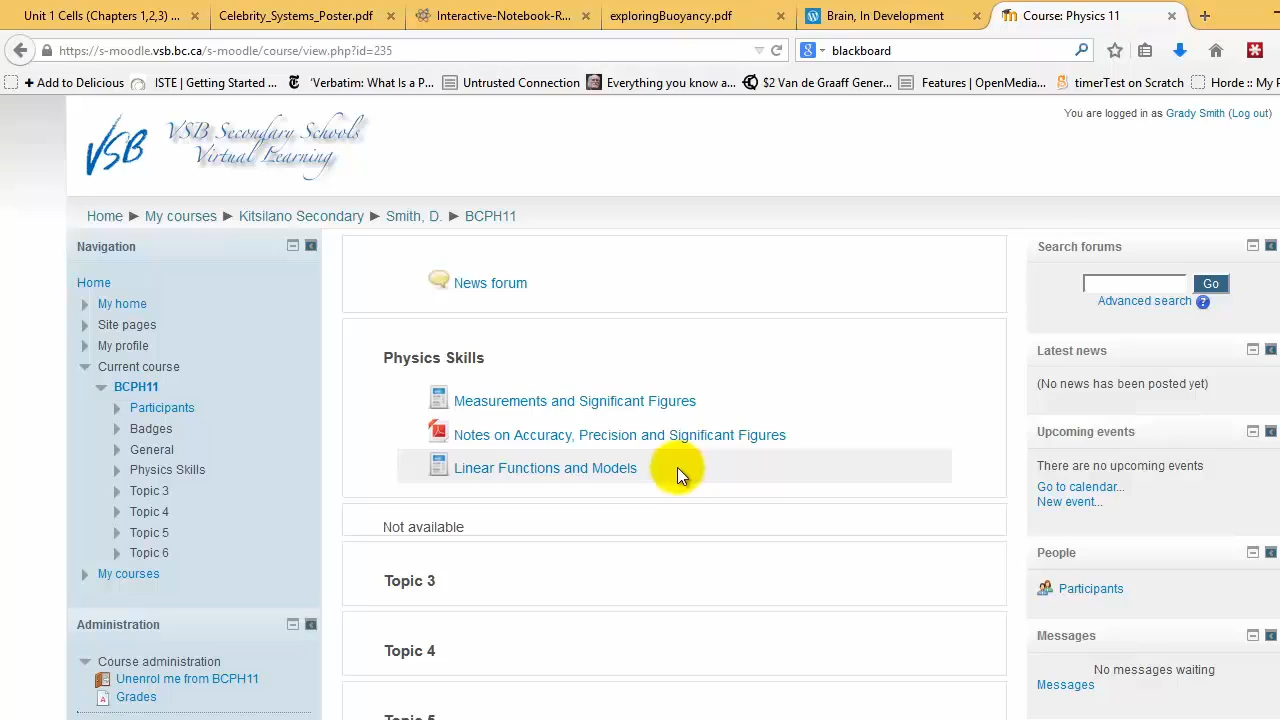 Unit 1 Cells (Chapters 1,2,3) ...
Celebrity_Systems_Poster.pdf
Interactive-Notebook-R...
exploringBuoyancy.pdf
Brain, In Development
Course: Physics 11
https://s-moodle.vsb.bc.ca/s-moodle/course/view.php?id=235
blackboard
+ Add to Delicious
ISTE | Getting Started ...
'Verbatim: What Is a P...
Untrusted Connection
Everything you know a...
$2 Van de Graaff Gener...
Features | OpenMedia....
timerTest on Scratch
Horde :: My P
You are logged in as Grady Smith (Log out)
VSB
VSB Secondary Schools
Virtual Learning
Home ► My courses ► Kitsilano Secondary ► Smith, D. ► BCPH11
Navigation
Home
My home
Site pages
My profile
Current course
BCPH11
Participants
Badges
General
Physics Skills
Topic 3
Topic 4
Topic 5
Topic 6
My courses
Administration
Course administration
Unenrol me from BCPH11
Grades
News forum
Physics Skills
Measurements and Significant Figures
Notes on Accuracy, Precision and Significant Figures
Linear Functions and Models
Not available
Topic 3
Topic 4
Topic 5
Search forums
Go
Advanced search
Latest news
(No news has been posted yet)
Upcoming events
There are no upcoming events
Go to calendar...
New event...
People
Participants
Messages
No messages waiting
Messages